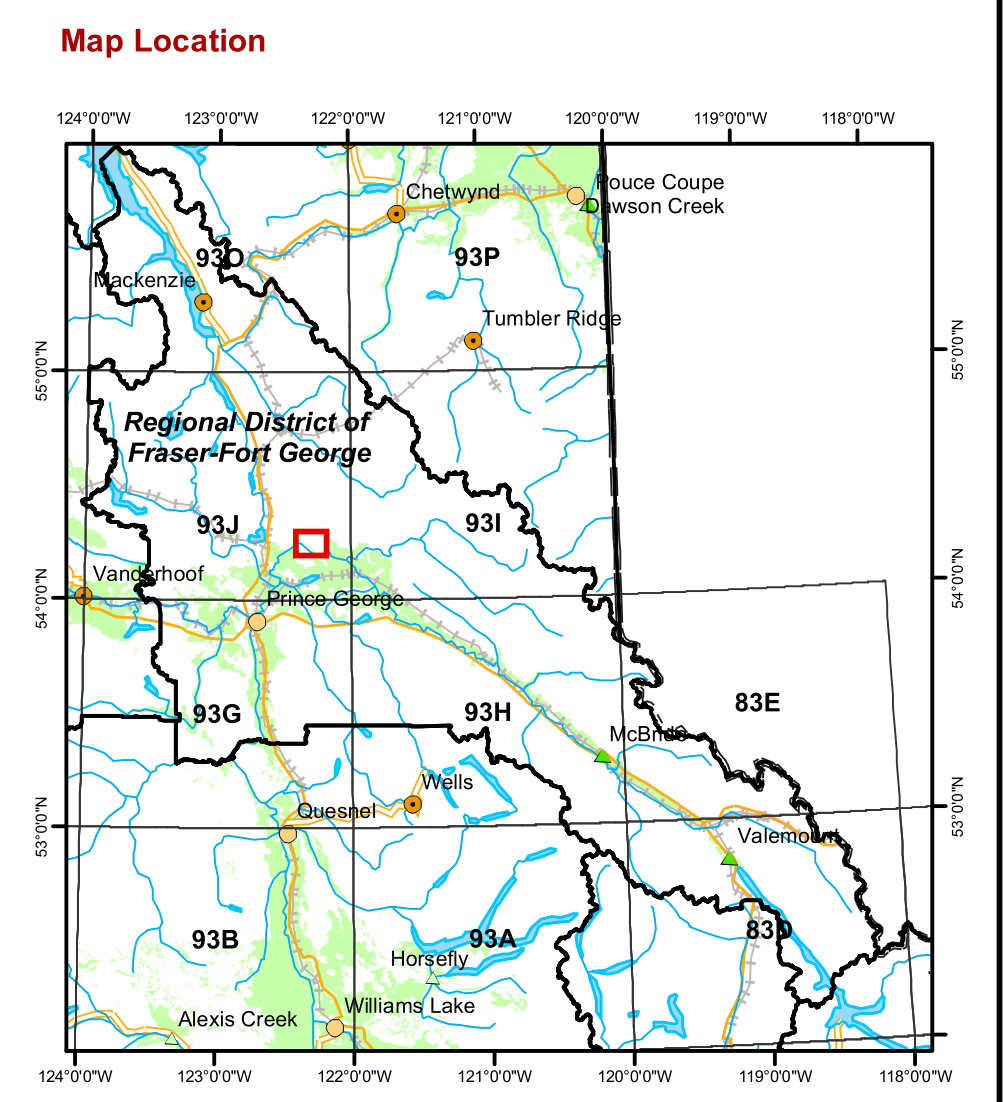 Map Location
124°0'0"W 123°0'0"W 122°0'0"W 121°0'0"W 120°0'0"W 119°0'0"W 118°0'0"W
Pouce Coupe
Chetwynd
Dawson Creek
93O
93P
Mackenzie
Tumbler Ridge
55°0'0"N
55°0'0"N
Regional District of
Fraser-Fort George
93J
93I
Vanderhoof
54°0'0"N
54°0'0"N
Prince George
83E
93G
93H
McBride
Wells
Quesnel
53°0'0"N
53°0'0"N
Valemount
93B
93A
83D
Horsefly
Williams Lake
Alexis Creek
124°0'0"W 123°0'0"W 122°0'0"W 121°0'0"W 120°0'0"W 119°0'0"W 118°0'0"W